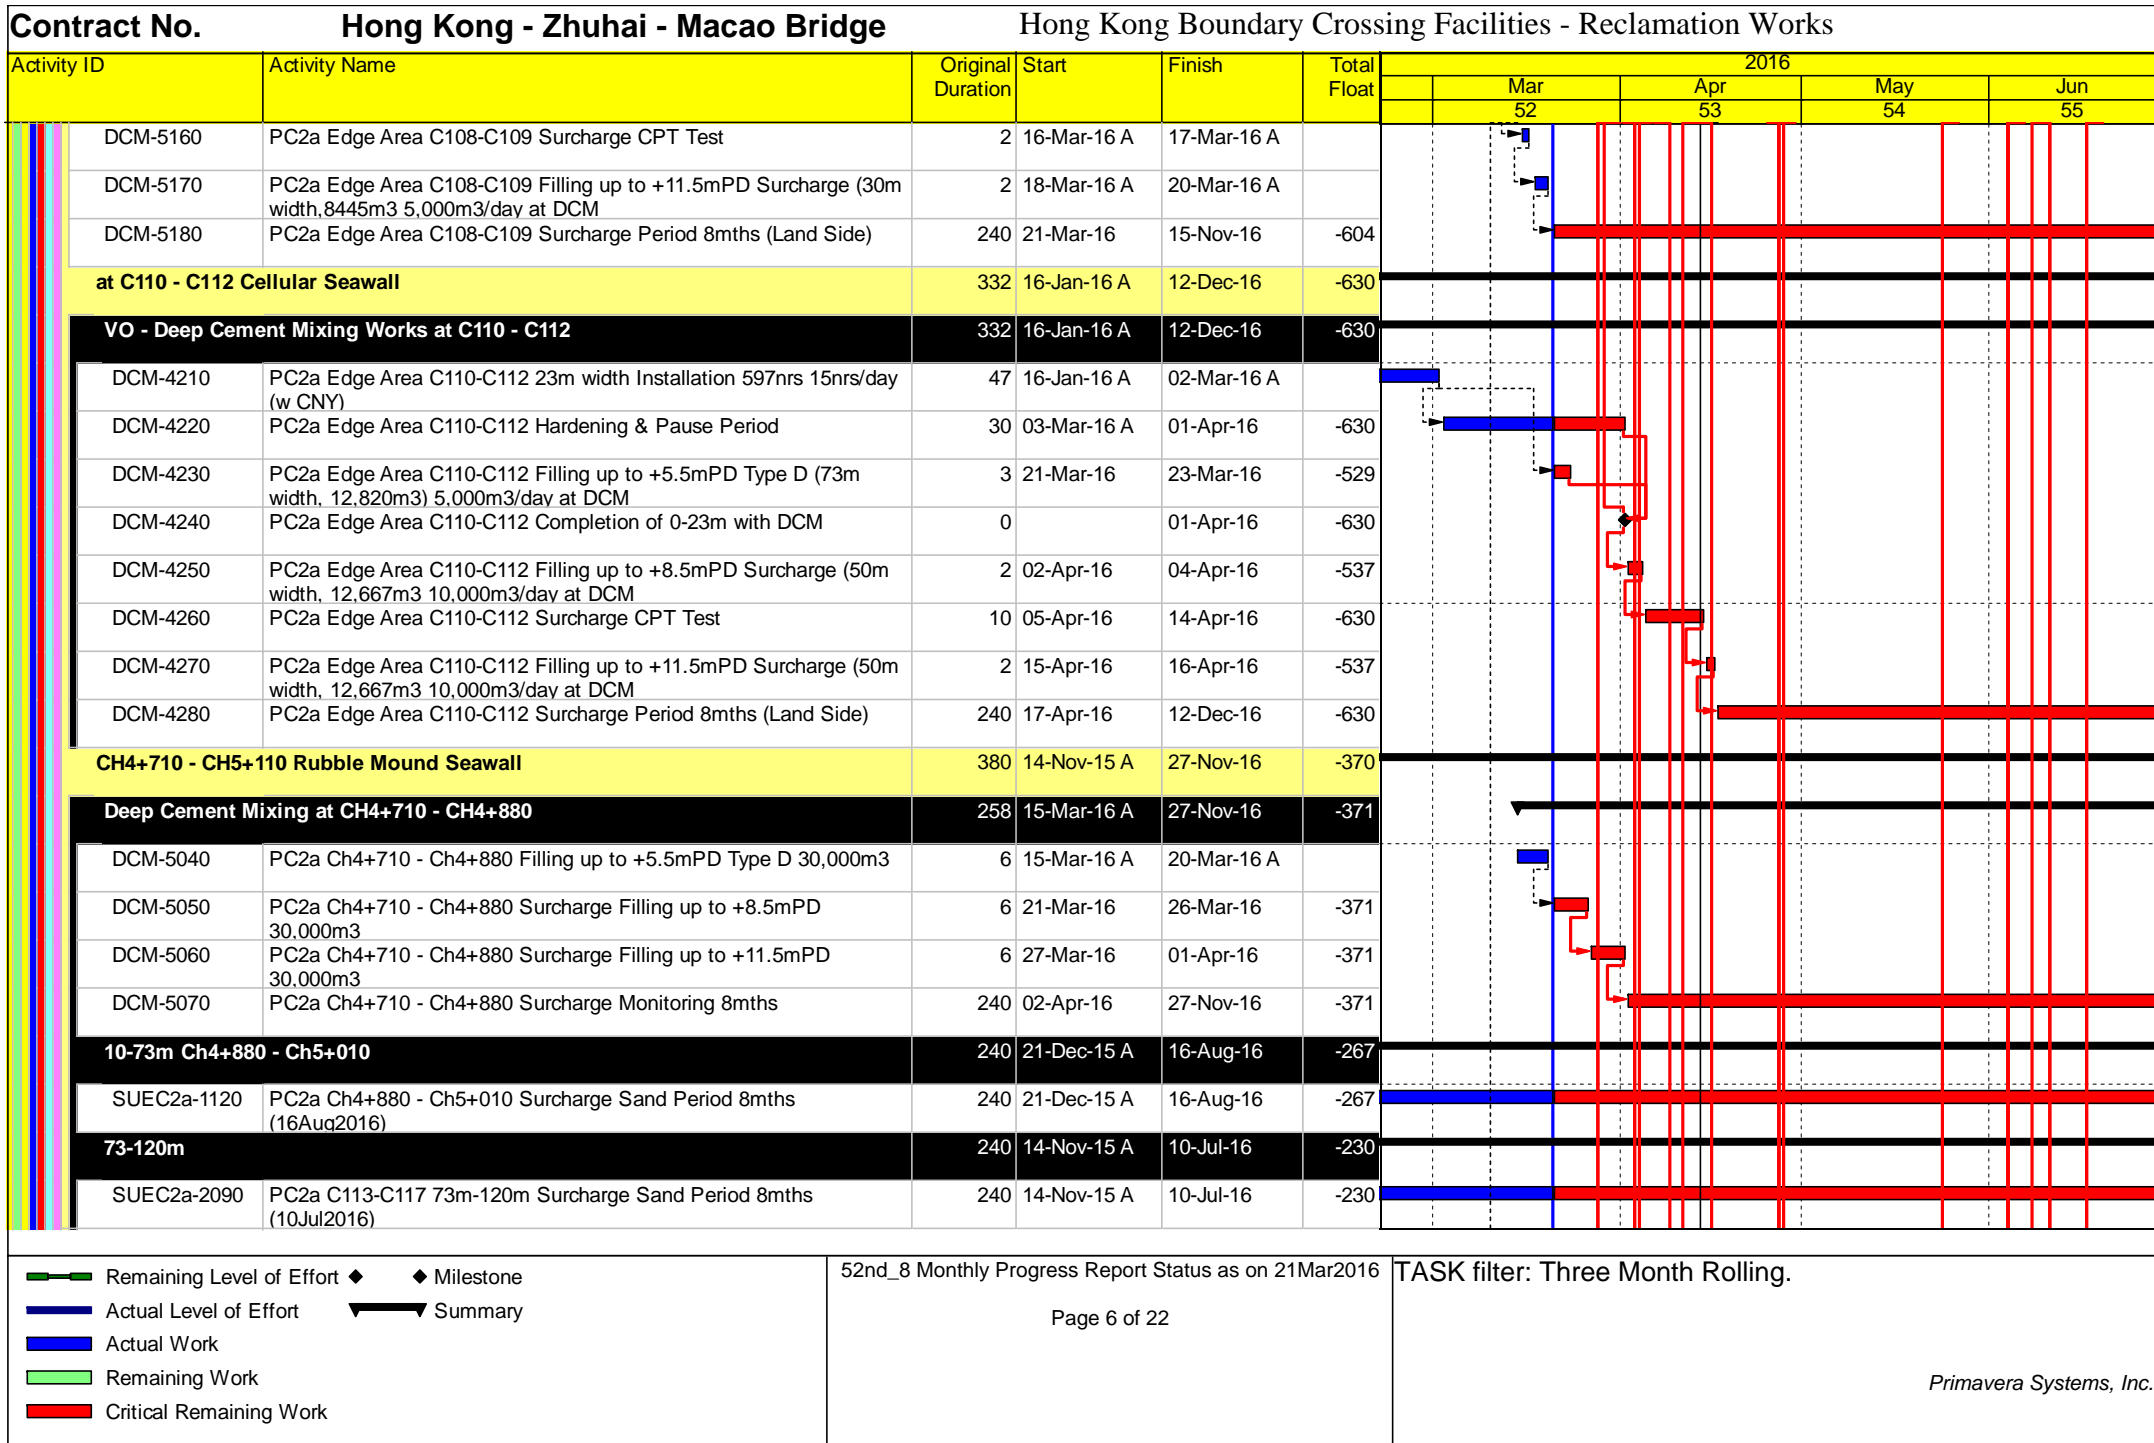 Contract No. Hong Kong - Zhuhai - Macao Bridge Hong Kong Boundary Crossing Facilities - Reclamation Works
Activity ID Activity Name Original Duration Start Finish Total Float 2016
Mar Apr May Jun
52 53 54 55
DCM-5160 PC2a Edge Area C108-C109 Surcharge CPT Test 2 16-Mar-16 A 17-Mar-16 A
DCM-5170 PC2a Edge Area C108-C109 Filling up to +11.5mPD Surcharge (30m 2 18-Mar-16 A 20-Mar-16 A
width,8445m3 5,000m3/day at DCM
DCM-5180 PC2a Edge Area C108-C109 Surcharge Period 8mths (Land Side) 240 21-Mar-16 15-Nov-16 -604
at C110 - C112 Cellular Seawall 332 16-Jan-16 A 12-Dec-16 -630
VO - Deep Cement Mixing Works at C110 - C112 332 16-Jan-16 A 12-Dec-16 -630
DCM-4210 PC2a Edge Area C110-C112 23m width Installation 597nrs 15nrs/day 47 16-Jan-16 A 02-Mar-16 A
(w CNY)
DCM-4220 PC2a Edge Area C110-C112 Hardening & Pause Period 30 03-Mar-16 A 01-Apr-16 -630
DCM-4230 PC2a Edge Area C110-C112 Filling up to +5.5mPD Type D (73m 3 21-Mar-16 23-Mar-16 -529
width, 12,820m3) 5,000m3/day at DCM
DCM-4240 PC2a Edge Area C110-C112 Completion of 0-23m with DCM 0 01-Apr-16 -630
DCM-4250 PC2a Edge Area C110-C112 Filling up to +8.5mPD Surcharge (50m 2 02-Apr-16 04-Apr-16 -537
width, 12,667m3 10,000m3/day at DCM
DCM-4260 PC2a Edge Area C110-C112 Surcharge CPT Test 10 05-Apr-16 14-Apr-16 -630
DCM-4270 PC2a Edge Area C110-C112 Filling up to +11.5mPD Surcharge (50m 2 15-Apr-16 16-Apr-16 -537
width, 12,667m3 10,000m3/day at DCM
DCM-4280 PC2a Edge Area C110-C112 Surcharge Period 8mths (Land Side) 240 17-Apr-16 12-Dec-16 -630
CH4+710 - CH5+110 Rubble Mound Seawall 380 14-Nov-15 A 27-Nov-16 -370
Deep Cement Mixing at CH4+710 - CH4+880 258 15-Mar-16 A 27-Nov-16 -371
DCM-5040 PC2a Ch4+710 - Ch4+880 Filling up to +5.5mPD Type D 30,000m3 6 15-Mar-16 A 20-Mar-16 A
DCM-5050 PC2a Ch4+710 - Ch4+880 Surcharge Filling up to +8.5mPD 6 21-Mar-16 26-Mar-16 -371
30,000m3
DCM-5060 PC2a Ch4+710 - Ch4+880 Surcharge Filling up to +11.5mPD 6 27-Mar-16 01-Apr-16 -371
30,000m3
DCM-5070 PC2a Ch4+710 - Ch4+880 Surcharge Monitoring 8mths 240 02-Apr-16 27-Nov-16 -371
10-73m Ch4+880 - Ch5+010 240 21-Dec-15 A 16-Aug-16 -267
SUEC2a-1120 PC2a Ch4+880 - Ch5+010 Surcharge Sand Period 8mths 240 21-Dec-15 A 16-Aug-16 -267
(16Aug2016)
73-120m 240 14-Nov-15 A 10-Jul-16 -230
SUEC2a-2090 PC2a C113-C117 73m-120m Surcharge Sand Period 8mths 240 14-Nov-15 A 10-Jul-16 -230
(10Jul2016)
Remaining Level of Effort Milestone
Actual Level of Effort Summary
Actual Work
Remaining Work
Critical Remaining Work
52nd_8 Monthly Progress Report Status as on 21Mar2016
Page 6 of 22
TASK filter: Three Month Rolling.
Primavera Systems, Inc.